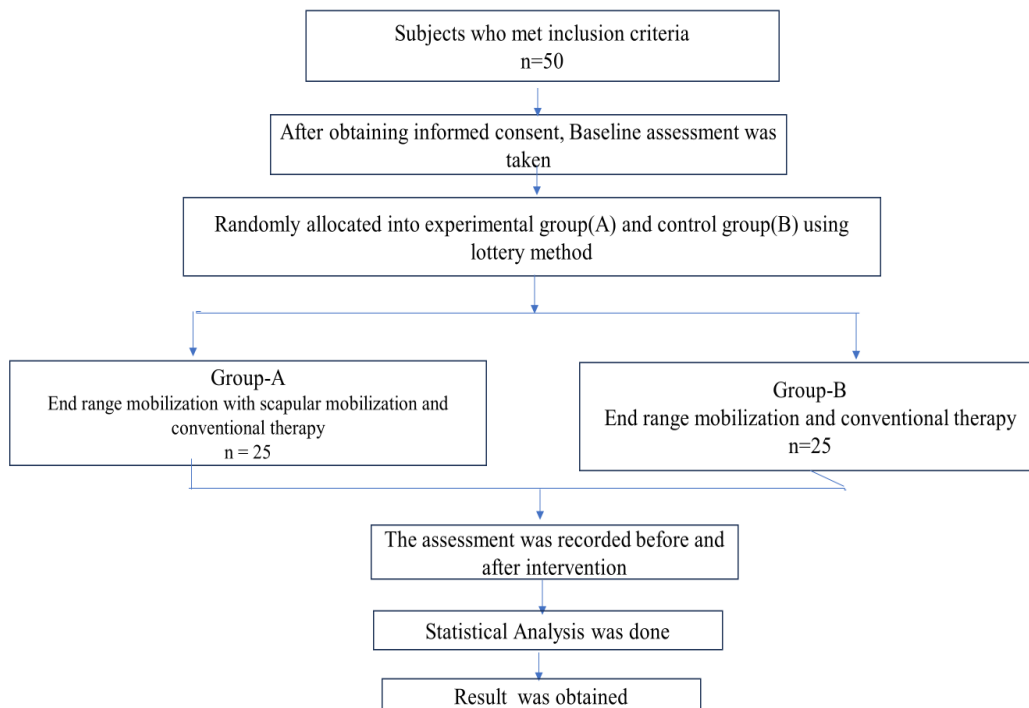 Subjects who met inclusion criteria
n=50
After obtaining informed consent, Baseline assessment was
taken
Randomly allocated into experimental group(A) and control group(B) using
lottery method
Group-A
End range mobilization with scapular mobilization and
conventional therapy
n = 25
Group-B
End range mobilization and conventional therapy
n=25
The assessment was recorded before and
after intervention
Statistical Analysis was done
Result was obtained